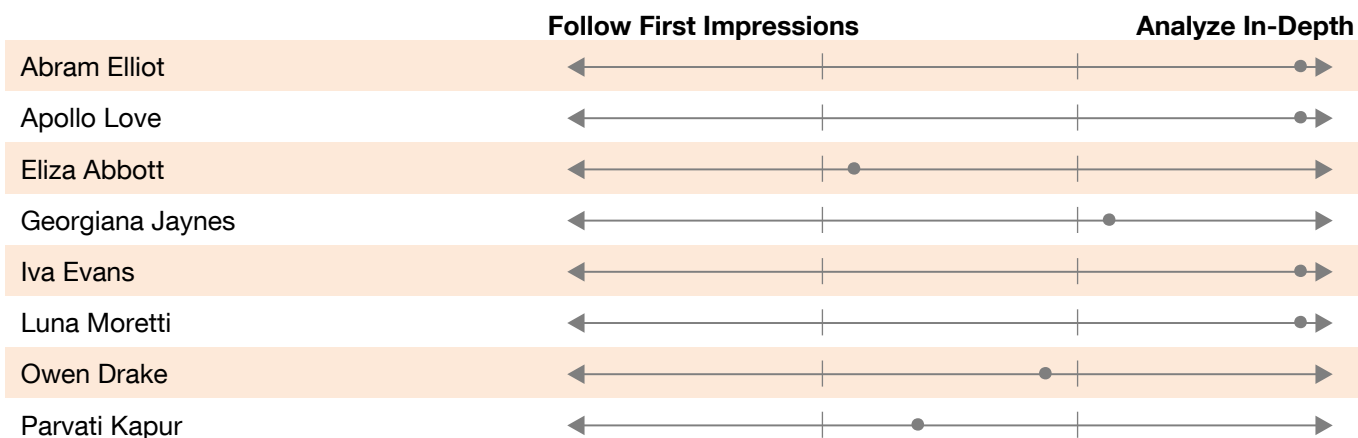 Follow First Impressions Analyze In-Depth
Abram Elliot
Apollo Love
Eliza Abbott
Georgiana Jaynes
Iva Evans
Luna Moretti
Owen Drake
Parvati Kapur